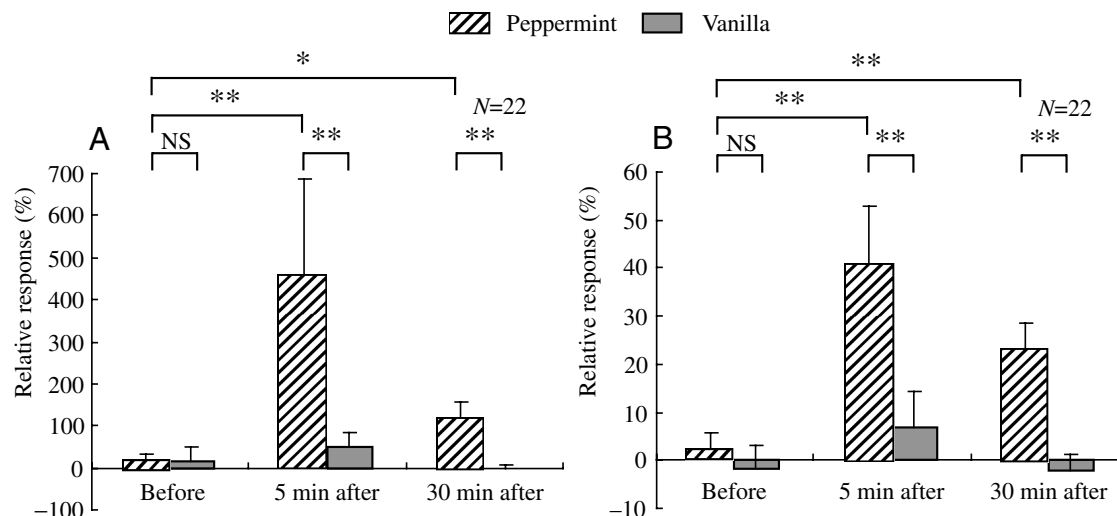 Peppermint Vanilla
A
*
**
N=22
NS
**
**
Relative response (%)
700
600
500
400
300
200
100
0
−100
Before
5 min after
30 min after
B
**
**
N=22
NS
**
**
Relative response (%)
60
50
40
30
20
10
0
−10
Before
5 min after
30 min after